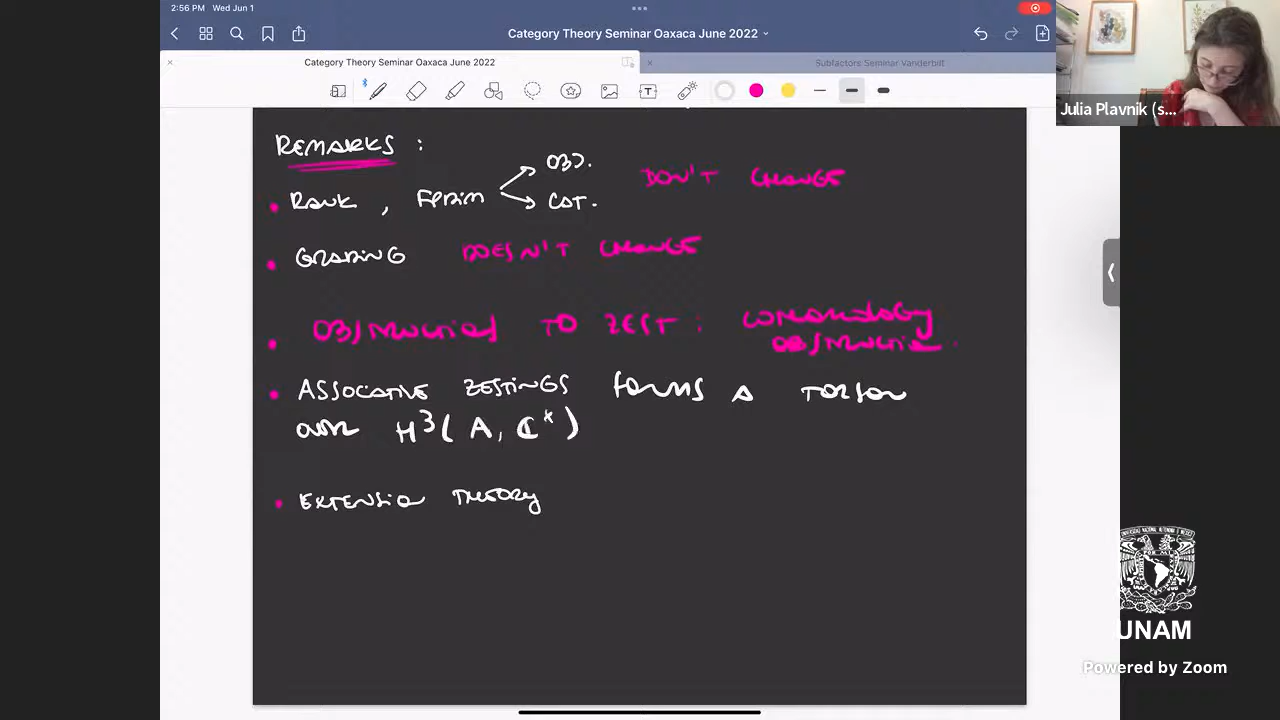 2:56 PM Wed Jun 1
Category Theory Seminar Oaxaca June 2022
Category Theory Seminar Oaxaca June 2022
Subfactors Seminar Vanderbilt
Julia Plavnik (s...
REMARKS :
OBJ.
• RANK , FPDIM DON'T CHANGE
CAT.
• GRADING DOESN'T CHANGE
• TO ZEST : COHOMOLOGY
• ASSOCIATIVE ZESTINGS FORMS A TORSOR
OVER H³( A, ℂ* )
• EXTENSION THEORY
UNAM
Powered by Zoom